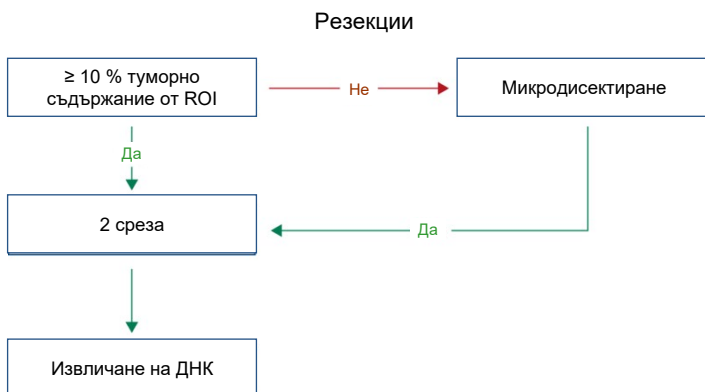 Резекции
≥ 10 % туморно
съдържание от ROI
Не
Микродисектиране
Да
2 среза
Да
Извличане на ДНК